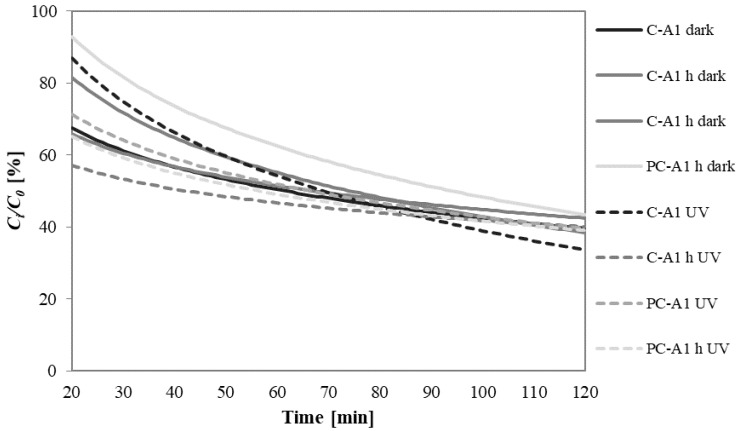 100
80
60
40
20
0
C_t/C_0 [%]
20 30 40 50 60 70 80 90 100 110 120
Time [min]
C-A1 dark
C-A1 h dark
C-A1 h dark
PC-A1 h dark
C-A1 UV
C-A1 h UV
PC-A1 UV
PC-A1 h UV